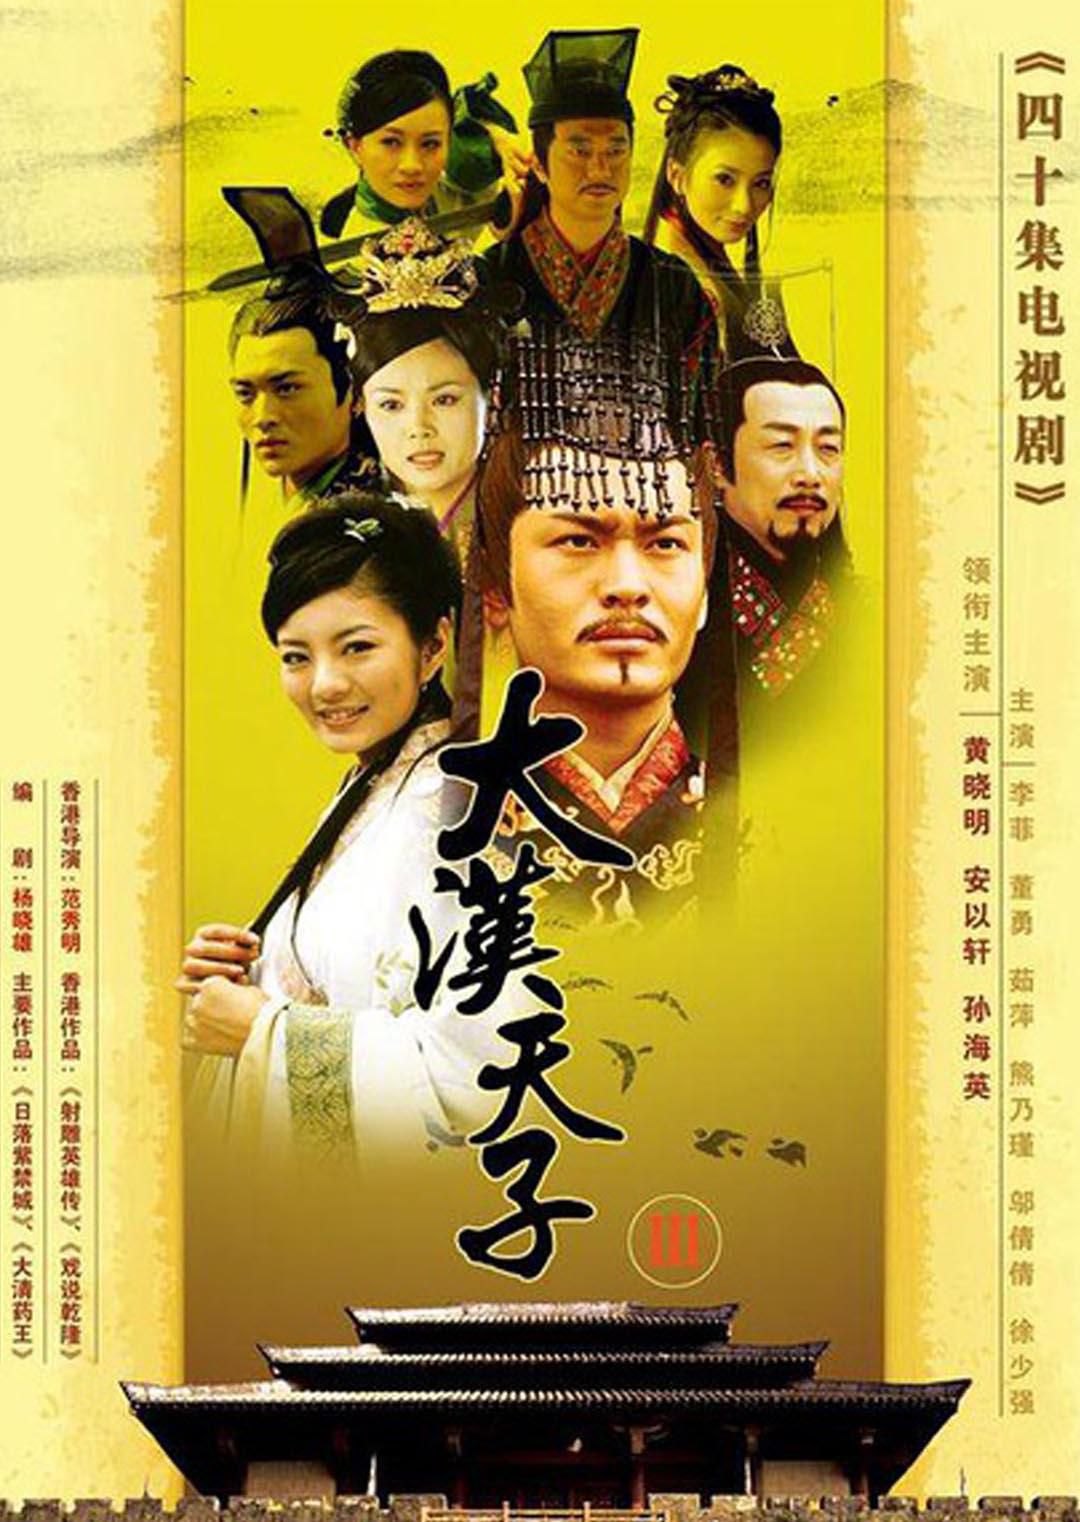 《四十集电视剧》
领衔主演
黄晓明 安以轩 孙海英
主演
李菲 董勇 茹萍 熊乃瑾 邬倩倩 徐少强
大漢天子
III
香港导演:范秀明 香港作品:《射雕英雄传》、《戏说乾隆》
编 剧:杨晓雄 主要作品:《日落紫禁城》、《大清药王》